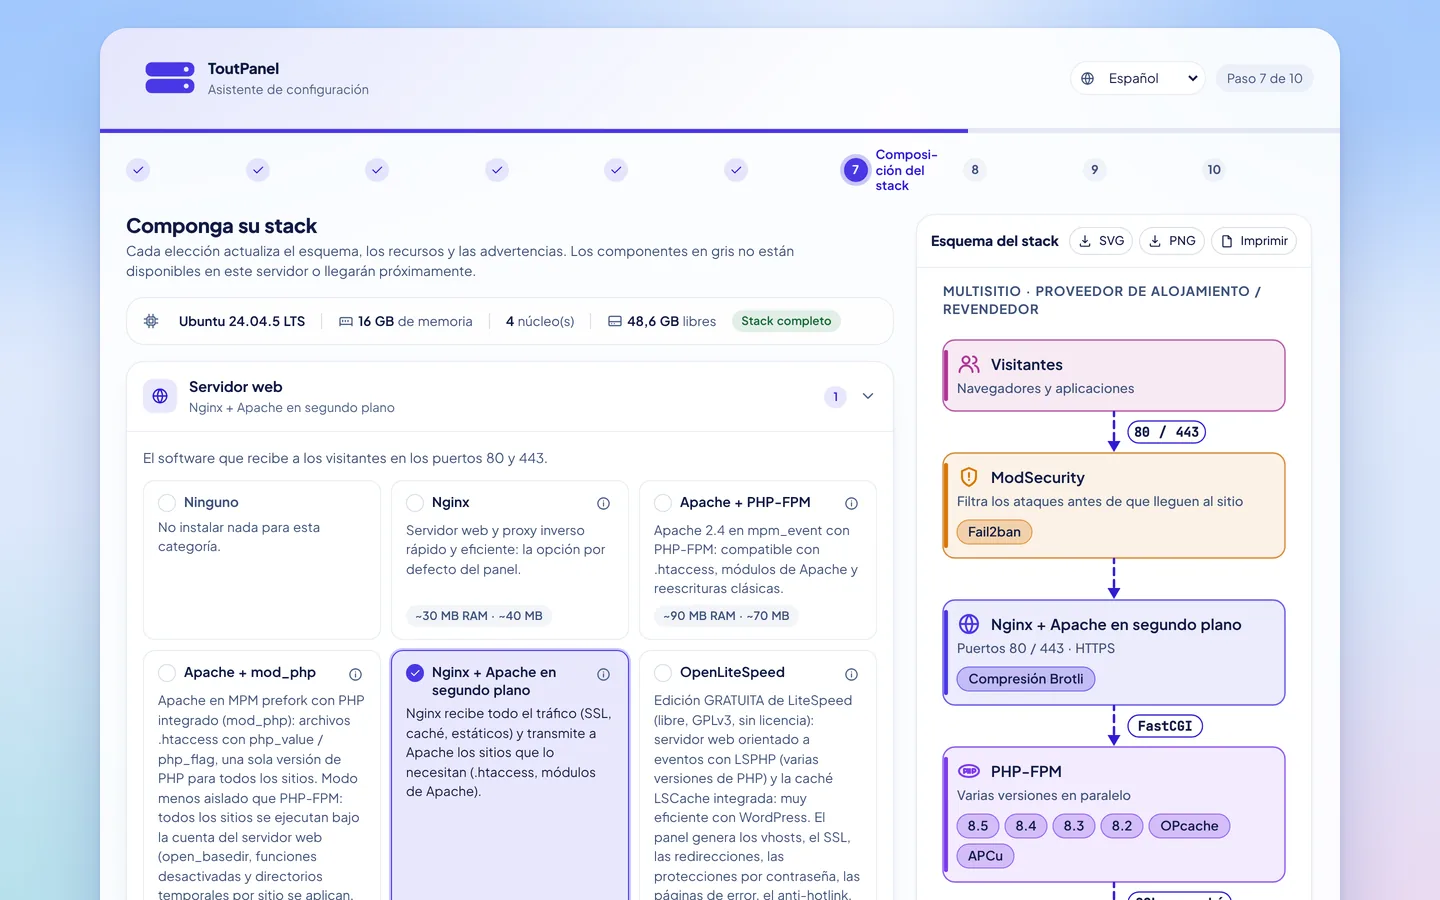 ToutPanel
Asistente de configuración
Español
Paso 7 de 10
7
Composi-
ción del
stack
8
9
10
Componga su stack
Cada elección actualiza el esquema, los recursos y las advertencias. Los componentes en gris no están
disponibles en este servidor o llegarán próximamente.
Ubuntu 24.04.5 LTS
16 GB de memoria
4 núcleo(s)
48,6 GB libres
Stack completo
Servidor web
Nginx + Apache en segundo plano
1
El software que recibe a los visitantes en los puertos 80 y 443.
Ninguno
No instalar nada para esta
categoría.
Nginx
Servidor web y proxy inverso
rápido y eficiente: la opción por
defecto del panel.
~30 MB RAM · ~40 MB
Apache + PHP-FPM
Apache 2.4 en mpm_event con
PHP-FPM: compatible con
.htaccess, módulos de Apache y
reescrituras clásicas.
~90 MB RAM · ~70 MB
Apache + mod_php
Apache en MPM prefork con PHP
integrado (mod_php): archivos
.htaccess con php_value /
php_flag, una sola versión de
PHP para todos los sitios. Modo
menos aislado que PHP-FPM:
todos los sitios se ejecutan bajo
la cuenta del servidor web
(open_basedir, funciones
desactivadas y directorios
temporales por sitio se aplican.
Nginx + Apache en
segundo plano
Nginx recibe todo el tráfico (SSL,
caché, estáticos) y transmite a
Apache los sitios que lo
necesitan (.htaccess, módulos
de Apache).
OpenLiteSpeed
Edición GRATUITA de LiteSpeed
(libre, GPLv3, sin licencia):
servidor web orientado a
eventos con LSPHP (varias
versiones de PHP) y la caché
LSCache integrada: muy
eficiente con WordPress. El
panel genera los vhosts, el SSL,
las redirecciones, las
protecciones por contraseña, las
páginas de error, el anti-hotlink,
Esquema del stack
SVG
PNG
Imprimir
MULTISITIO · PROVEEDOR DE ALOJAMIENTO /
REVENDEDOR
Visitantes
Navegadores y aplicaciones
80 / 443
ModSecurity
Filtra los ataques antes de que lleguen al sitio
Fail2ban
Nginx + Apache en segundo plano
Puertos 80 / 443 · HTTPS
Compresión Brotli
FastCGI
PHP-FPM
Varias versiones en paralelo
8.5
8.4
8.3
8.2
OPcache
APCu